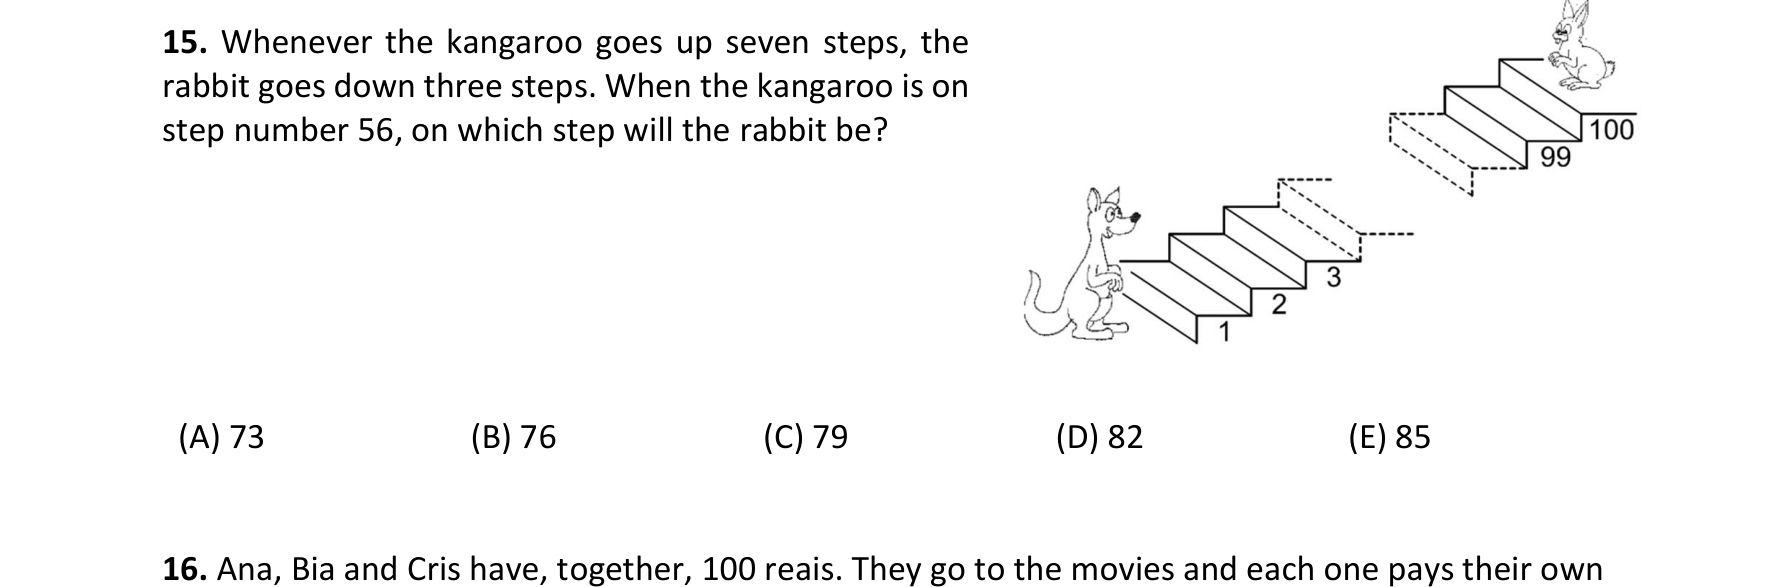 15. Whenever the kangaroo goes up seven steps, the
rabbit goes down three steps. When the kangaroo is on
step number 56, on which step will the rabbit be?
100
99
3
2
1
(A) 73 (B) 76 (C) 79 (D) 82 (E) 85
16. Ana, Bia and Cris have, together, 100 reais. They go to the movies and each one pays their own